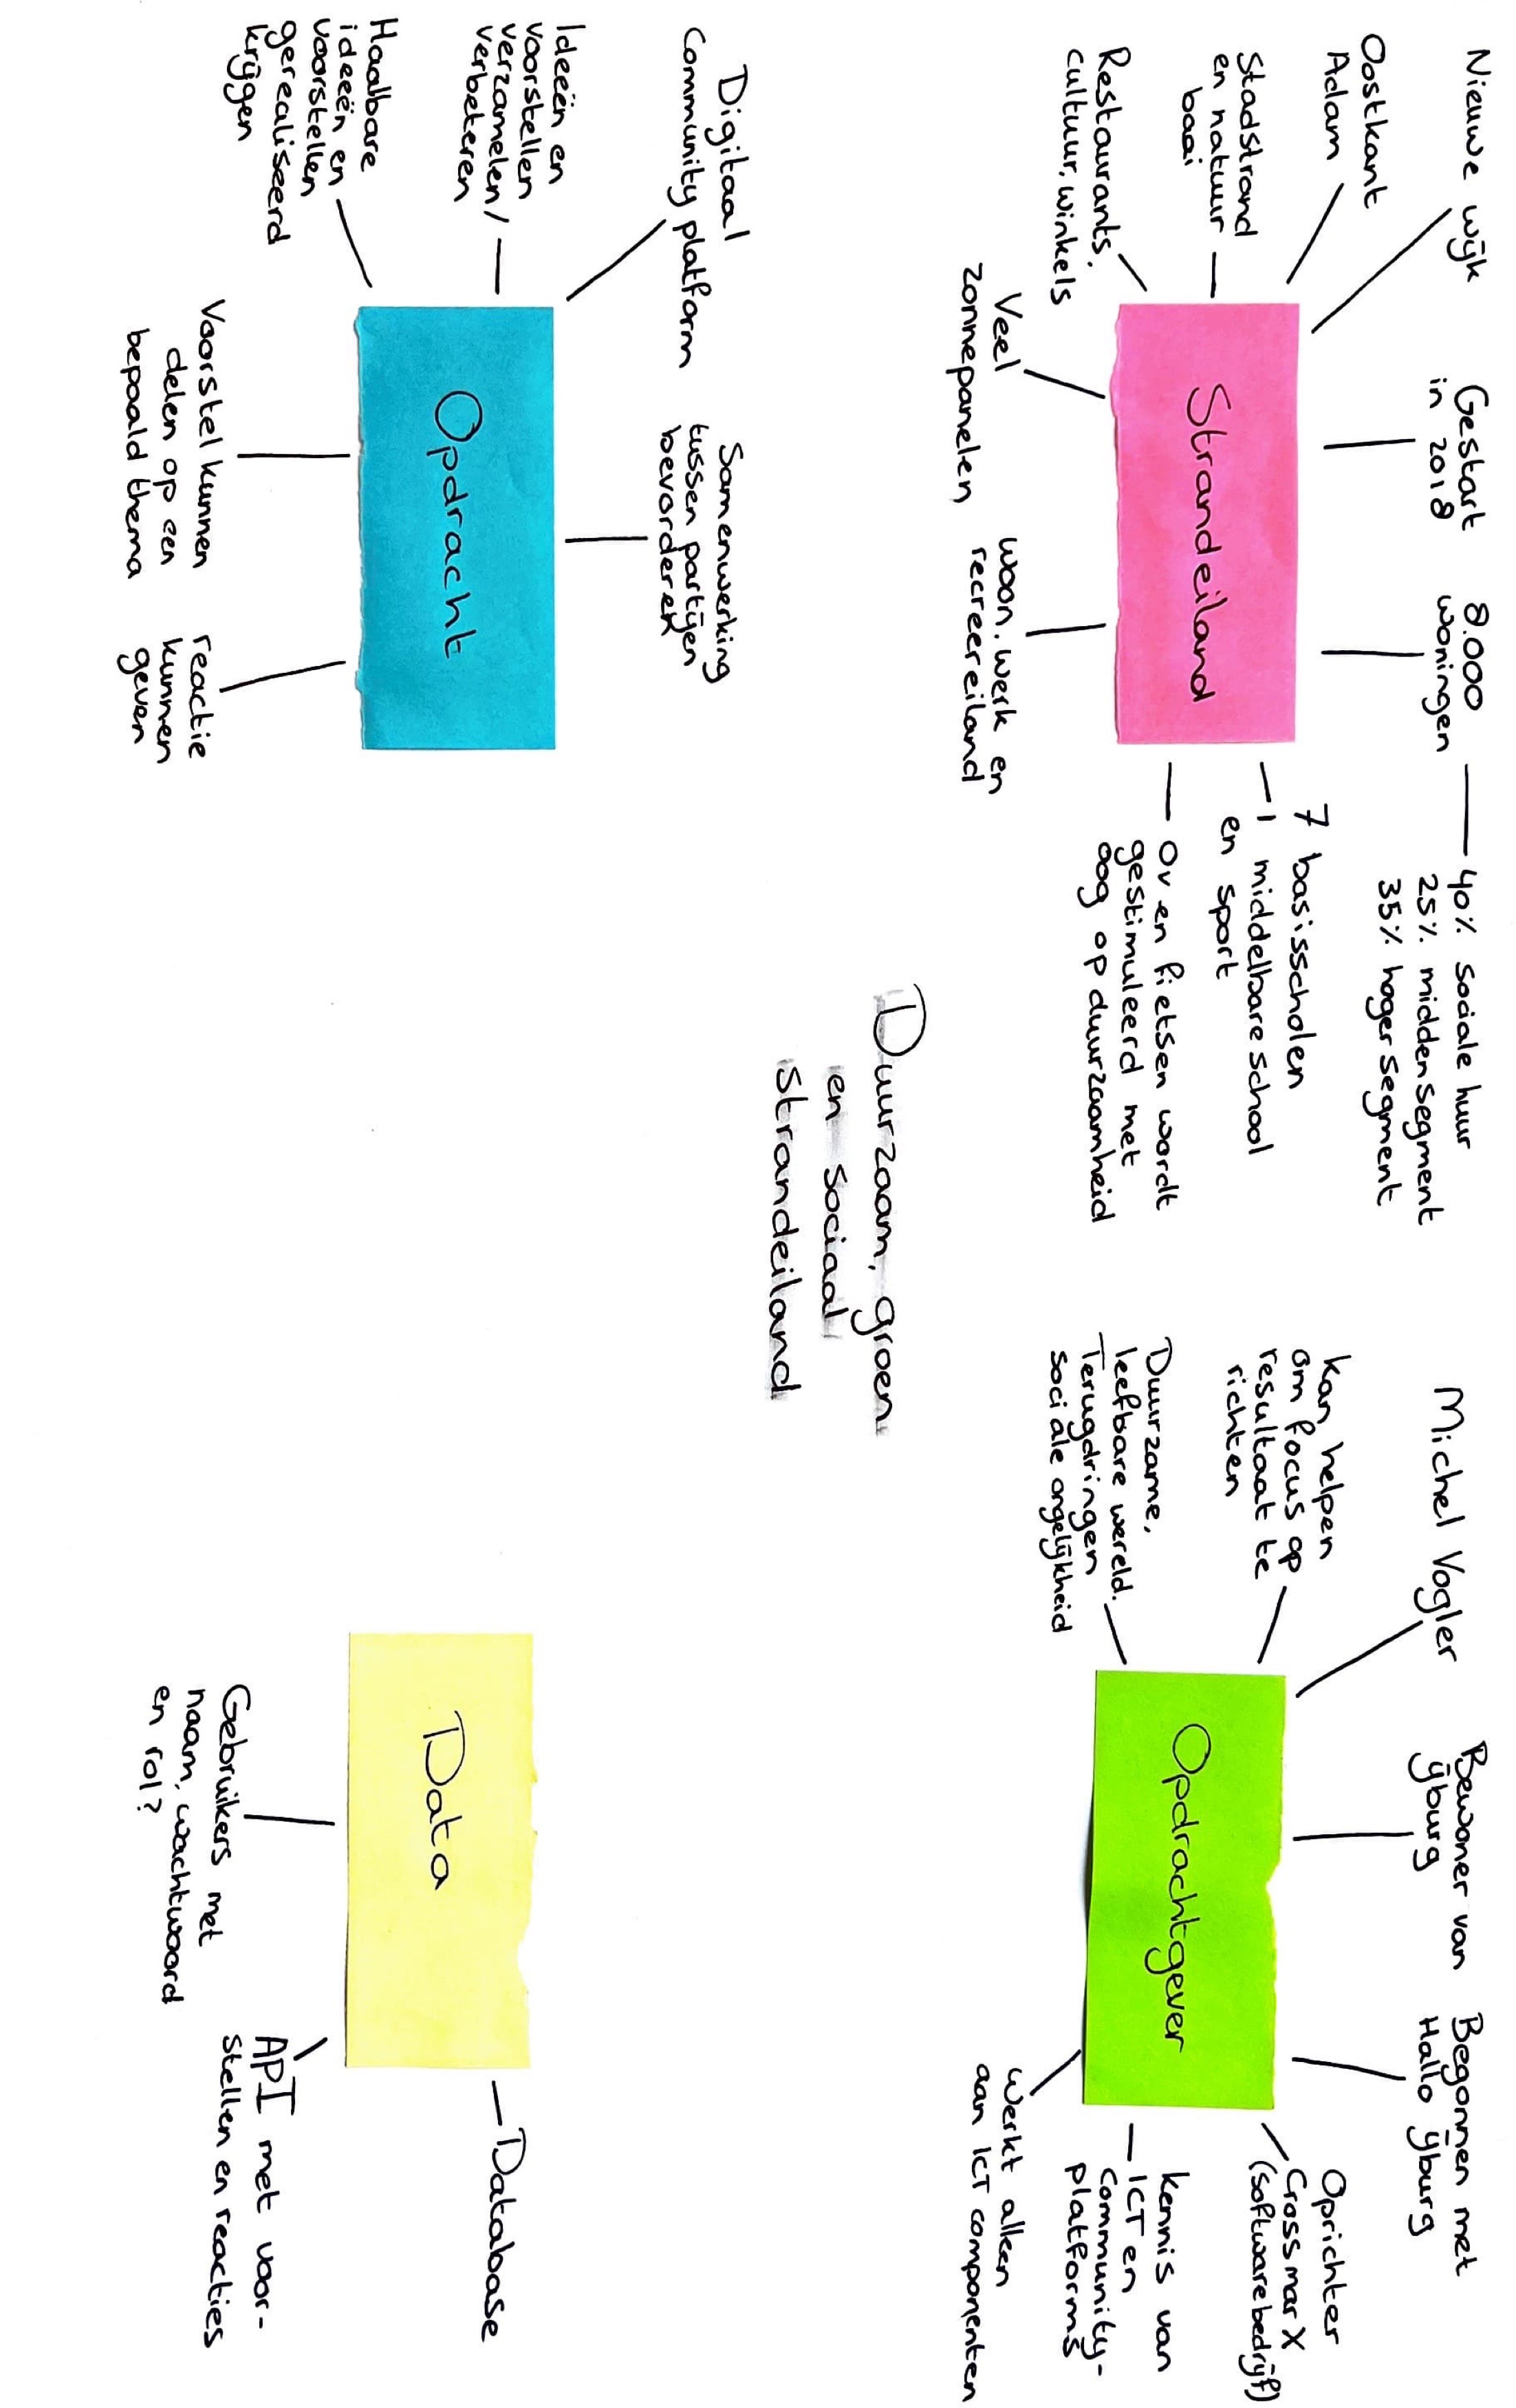 Nieuwe wijk
Gestart
in 2018
8.000
woningen
40% sociale huur
25% midden segment
35% hoger segment
Oostkant
Adam
Stadstrand
en natuur
baai
Restaurants,
cultuur, winkels
Veel
zonnepanelen
woon, werk en
recreereiland
7 basisscholen
1 middelbare school
en sport
Ov en fietsen wordt
gestimuleerd met
oog op duurzaamheid
Strandeiland
Michel Vogler
Bewoner van
ijburg
Begonnen met
Hallo ijburg
Oprichter
CrossmarX
(softwarebedrijf)
kennis van
ICT en
Community-
platforms
Werkt alleen
aan ICT componenten
kan helpen
om focus op
resultaat te
richten
Duurzame,
leefbare wereld.
Terugdringen
sociale ongelijkheid
Opdrachtgever
Duurzaam, groen
en sociaal
Strandeiland
Digitaal
Community platform
Samenwerking
tussen partijen
bevorderen
Ideeën en
voorstellen
verzamelen/
verbeteren
Haalbare
ideeën en
voorstellen
gerealiseerd
krijgen
Voorstel kunnen
delen op een
bepaald thema
reactie
kunnen
geven
Opdracht
Data
Database
API met voor-
stellen en reacties
Gebruikers met
naam, wachtwoord
en rol?